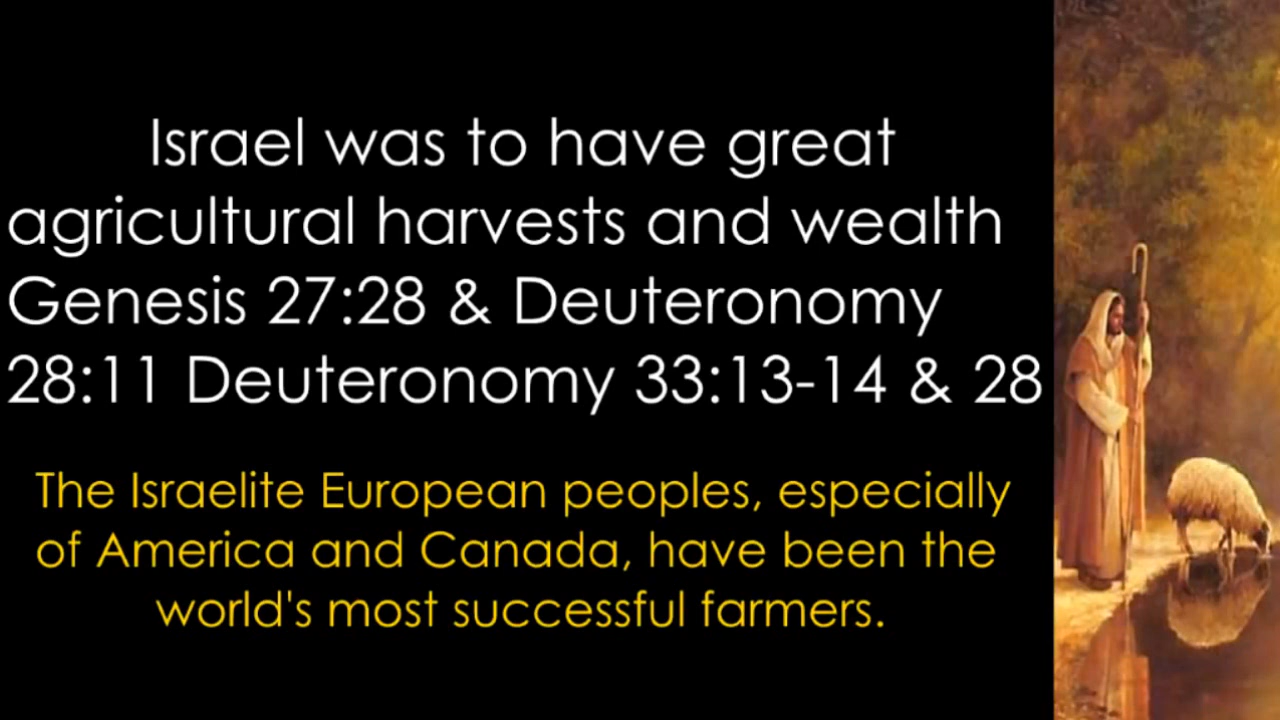 Israel was to have great
agricultural harvests and wealth
Genesis 27:28 & Deuteronomy
28:11 Deuteronomy 33:13-14 & 28
The Israelite European peoples, especially
of America and Canada, have been the
world's most successful farmers.